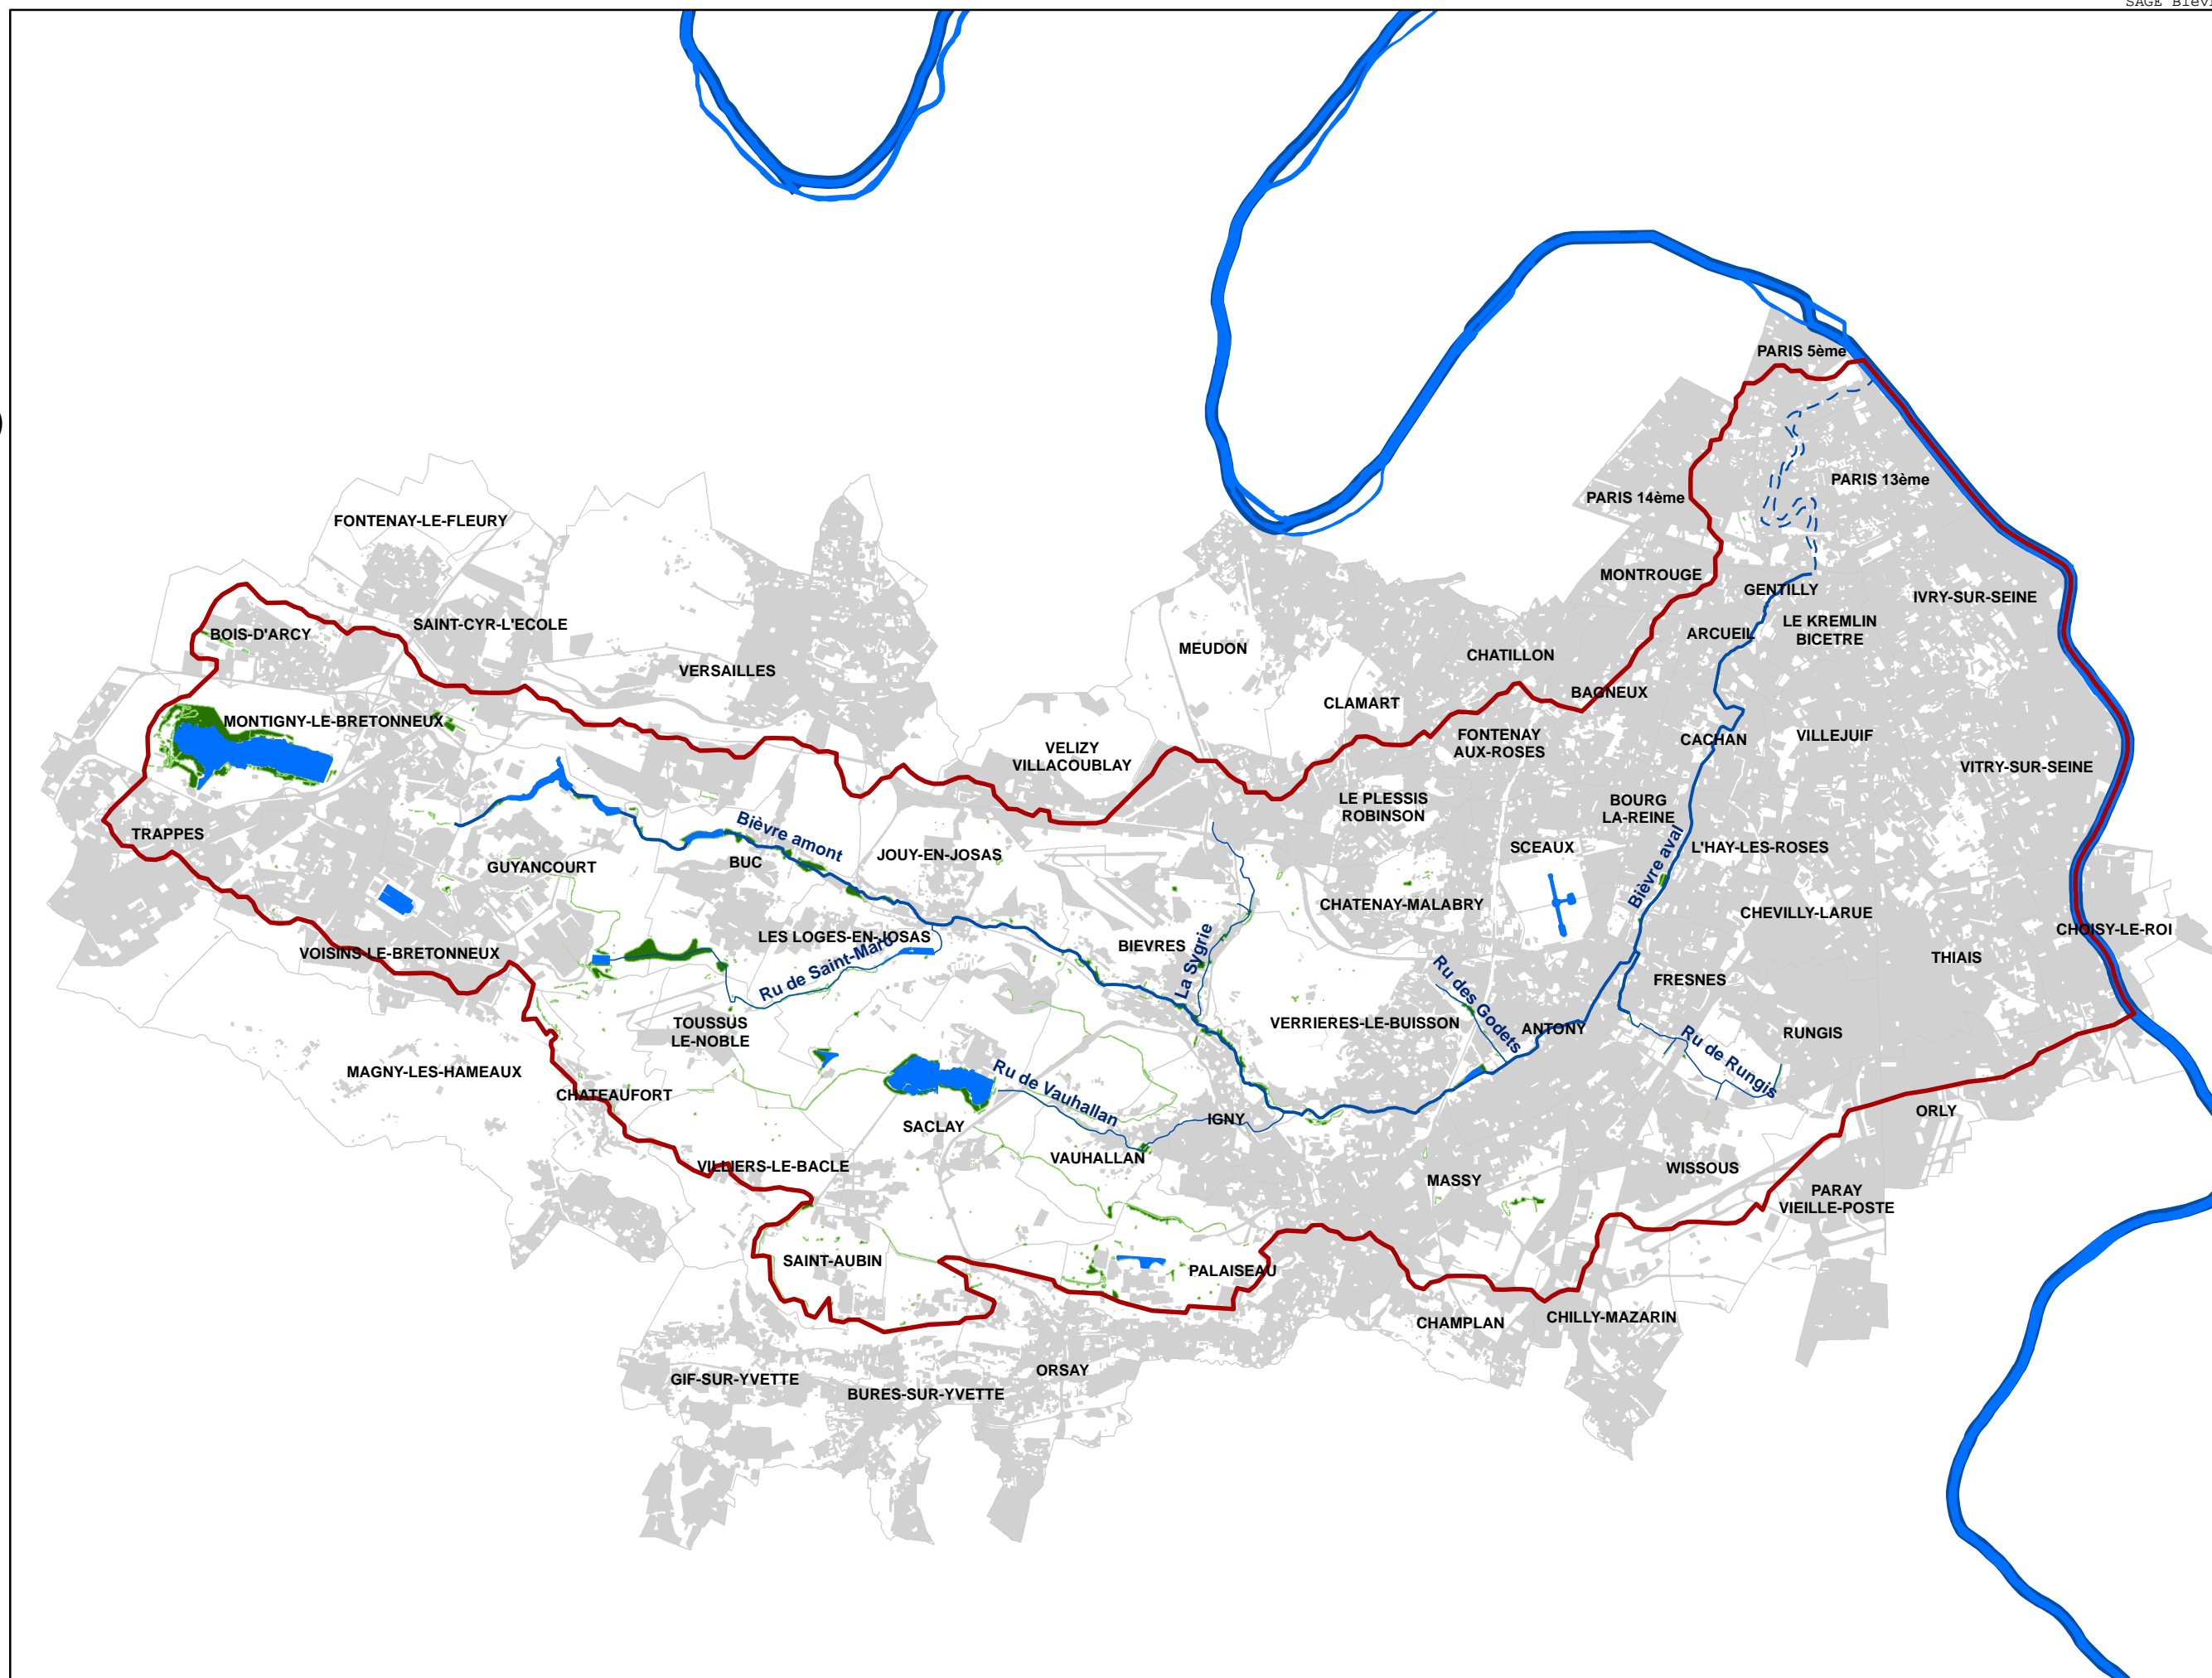 PARIS 5ème
PARIS 13ème
PARIS 14ème
FONTENAY-LE-FLEURY
MONTROUGE
GENTILLY
IVRY-SUR-SEINE
SAINT-CYR-L'ECOLE
BOIS-D'ARCY
ARCUEIL
LE KREMLIN
BICETRE
MEUDON
CHATILLON
VERSAILLES
BAGNEUX
CLAMART
MONTIGNY-LE-BRETONNEUX
FONTENAY
AUX-ROSES
CACHAN
VILLEJUIF
VELIZY
VILLACOUBLAY
VITRY-SUR-SEINE
LE PLESSIS
ROBINSON
BOURG
LA-REINE
TRAPPES
Bièvre amont
BUC
JOUY-EN-JOSAS
SCEAUX
L'HAY-LES-ROSES
GUYANCOURT
Bièvre aval
CHATENAY-MALABRY
CHEVILLY-LARUE
CHOISY-LE-ROI
LES LOGES-EN-JOSAS
BIEVRES
VOISINS-LE-BRETONNEUX
THIAIS
Ru de Saint-Marc
La Sygrie
Ru des Godets
FRESNES
TOUSSUS
LE-NOBLE
VERRIERES-LE-BUISSON
ANTONY
RUNGIS
Ru de Rungis
MAGNY-LES-HAMEAUX
CHATEAUFORT
Ru de Vauhallan
IGNY
ORLY
SACLAY
VAUHALLAN
VILLIERS-LE-BACLE
WISSOUS
MASSY
PARAY
VIEILLE-POSTE
SAINT-AUBIN
PALAISEAU
CHAMPLAN
CHILLY-MAZARIN
ORSAY
GIF-SUR-YVETTE
BURES-SUR-YVETTE